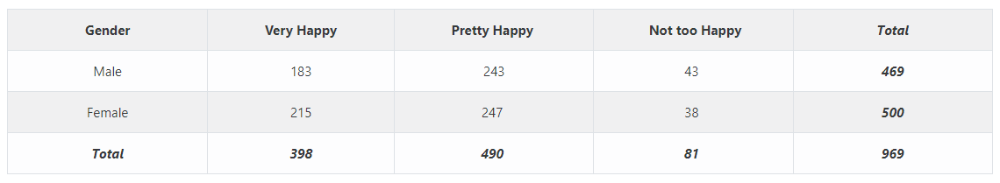 Gender Very Happy Pretty Happy Not too Happy Total
Male 183 243 43 469
Female 215 247 38 500
Total 398 490 81 969